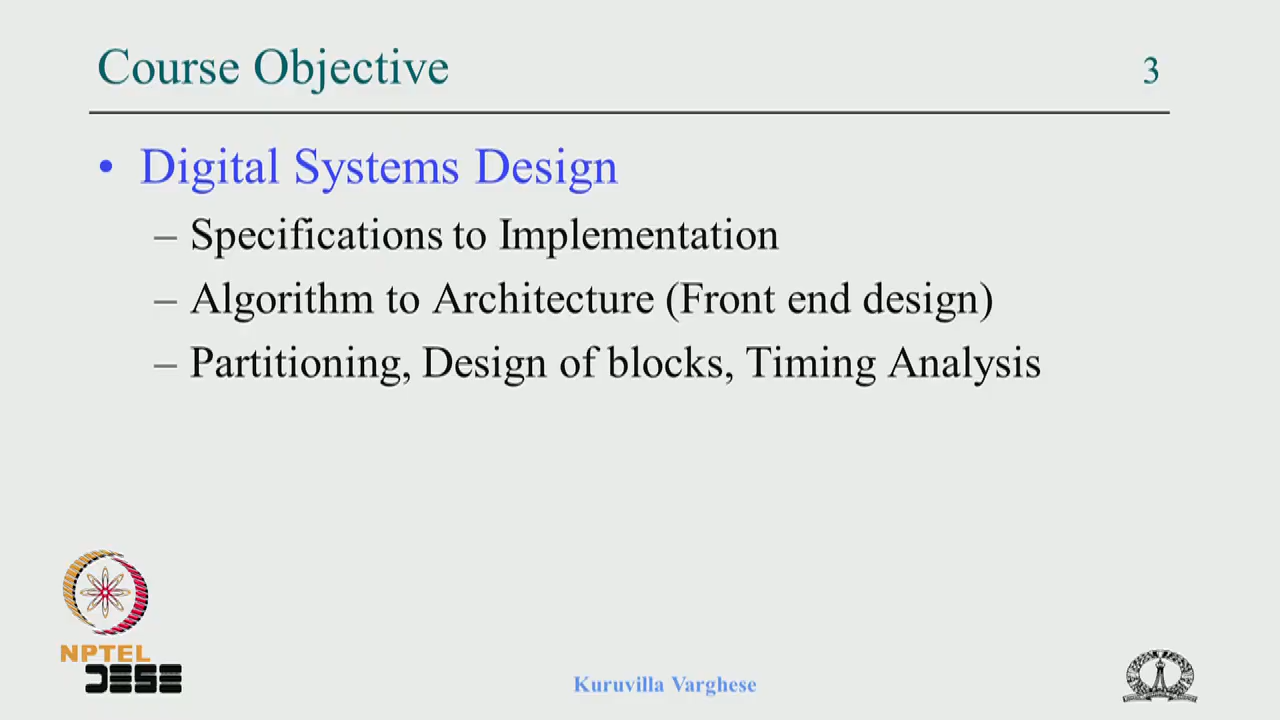 Course Objective 3
• Digital Systems Design
– Specifications to Implementation
– Algorithm to Architecture (Front end design)
– Partitioning, Design of blocks, Timing Analysis
NPTEL
DESE
Kuruvilla Varghese